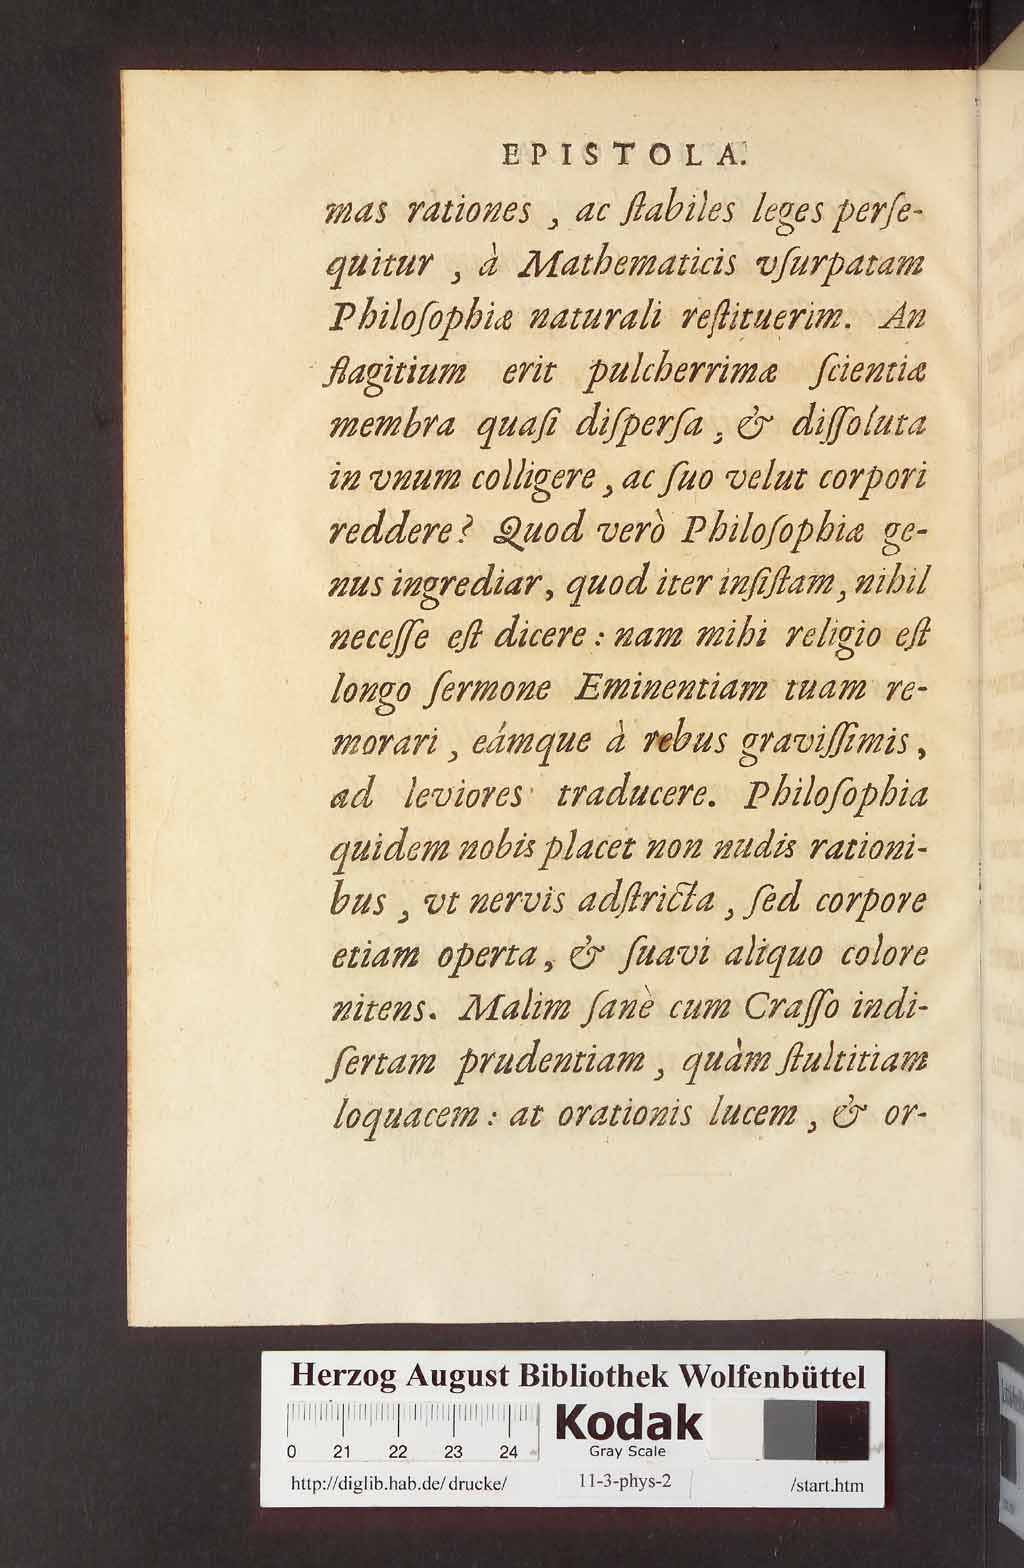 EPISTOLA.
mas rationes , ac ſtabiles leges perſe-
quitur , à Mathematicis vſurpatam
Philoſophiæ naturali reſtituerim. An
flagitium erit pulcherrimæ ſcientiæ
membra quaſi diſperſa , & diſſoluta
in vnum colligere , ac ſuo velut corpori
reddere? Quod verò Philoſophiæ ge-
nus ingrediar, quod iter inſiſtam, nihil
neceſſe eſt dicere : nam mihi religio eſt
longo ſermone Eminentiam tuam re-
morari , eámque à rebus graviſſimis,
ad leviores traducere. Philoſophia
quidem nobis placet non nudis rationi-
bus , vt nervis adſtricta , ſed corpore
etiam operta, & ſuavi aliquo colore
nitens. Malim ſanè cum Craſſo indi-
ſertam prudentiam , quàm ſtultitiam
loquacem : at orationis lucem , & or-
Herzog August Bibliothek Wolfenbüttel
0 21 22 23 24
Kodak
Gray Scale
http://diglib.hab.de/drucke/ 11-3-phys-2 /start.htm